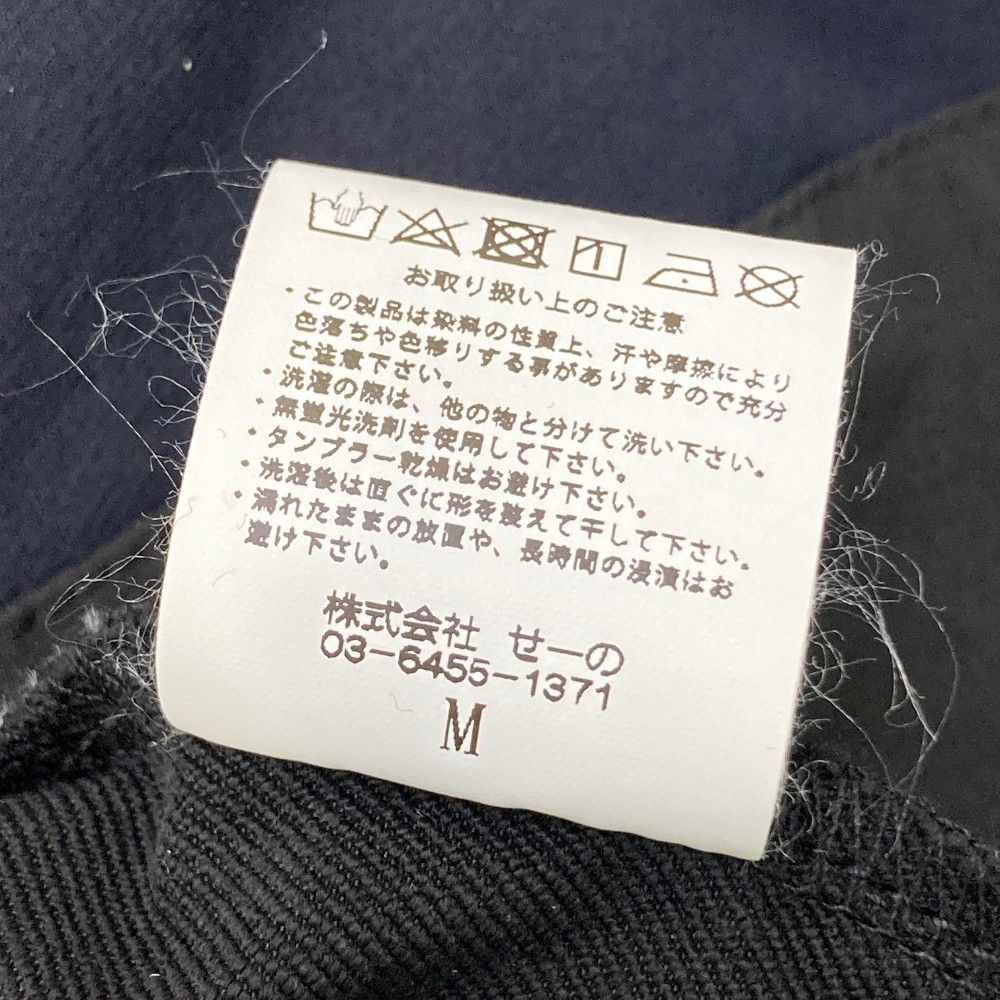 お取り扱い上のご注意
・この製品は染料の性質上、汗や摩擦により
色落ちや色移りする事がありますので充分
ご注意下さい。
・洗濯の際は、他の物と分けて洗い下さい。
・無蛍光洗剤を使用して下さい。
・タンブラー乾燥はお避け下さい。
・洗濯後は直ぐに形を整えて干して下さい。
・濡れたままの放置や、長時間の浸漬はお
避け下さい。
株式会社 せーの
03-6455-1371
M